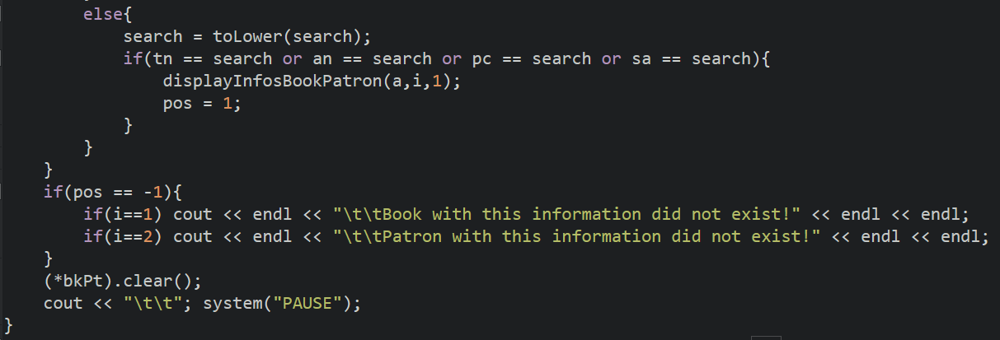 else{
search = toLower(search);
if(tn == search or an == search or pc == search or sa == search){
displayInfosBookPatron(a,i,1);
pos = 1;
}
}
}
if(pos == -1){
if(i==1) cout << endl << "\t\tBook with this information did not exist!" << endl << endl;
if(i==2) cout << endl << "\t\tPatron with this information did not exist!" << endl << endl;
}
(*bkPt).clear();
cout << "\t\t"; system("PAUSE");
}